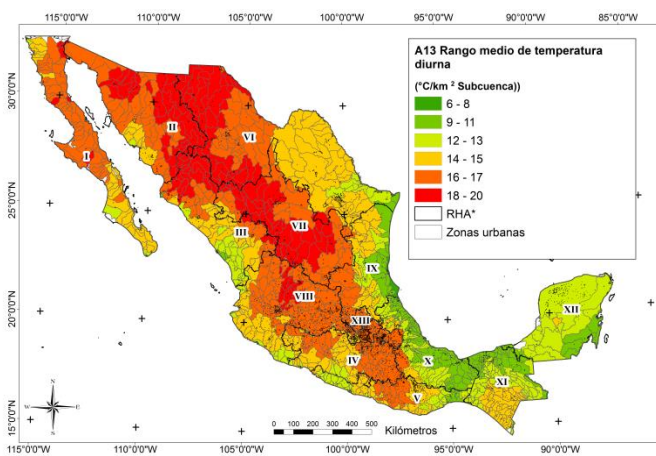 115°0'0"W 110°0'0"W 105°0'0"W 100°0'0"W 95°0'0"W 90°0'0"W 85°0'0"W
A13 Rango medio de temperatura
diurna
(°C/km ² Subcuenca))
6 - 8
9 - 11
12 - 13
14 - 15
16 - 17
18 - 20
RHA*
Zonas urbanas
30°0'0"N
25°0'0"N
20°0'0"N
15°0'0"N
I
II
VI
III
VII
IX
VIII
XIII
XII
IV
X
V
XI
N
W E
S
0 100 200 300 400 500
Kilómetros
115°0'0"W 110°0'0"W 105°0'0"W 100°0'0"W 95°0'0"W 90°0'0"W